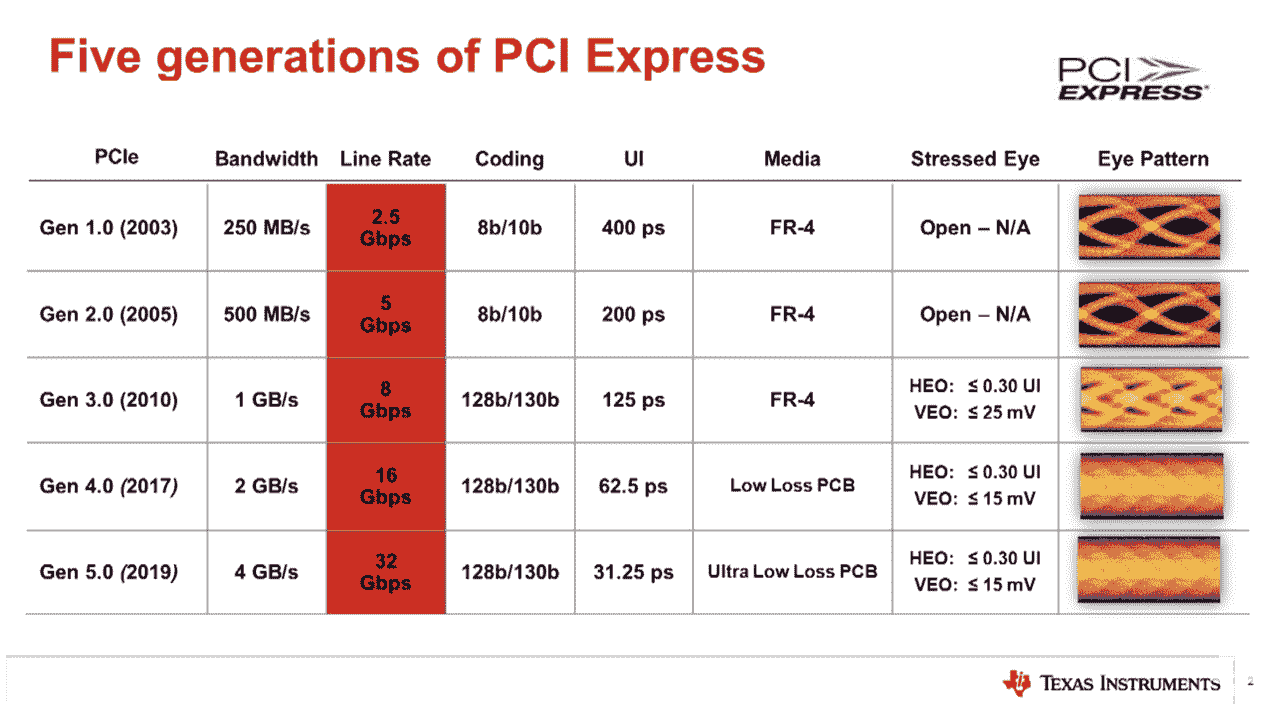 Five generations of PCI Express
PCI
EXPRESS®
PCIe Bandwidth Line Rate Coding UI Media Stressed Eye Eye Pattern
Gen 1.0 (2003) 250 MB/s 2.5 Gbps 8b/10b 400 ps FR-4 Open – N/A
Gen 2.0 (2005) 500 MB/s 5 Gbps 8b/10b 200 ps FR-4 Open – N/A
Gen 3.0 (2010) 1 GB/s 8 Gbps 128b/130b 125 ps FR-4 HEO: ≤ 0.30 UI
VEO: ≤ 25 mV
Gen 4.0 (2017) 2 GB/s 16 Gbps 128b/130b 62.5 ps Low Loss PCB HEO: ≤ 0.30 UI
VEO: ≤ 15 mV
Gen 5.0 (2019) 4 GB/s 32 Gbps 128b/130b 31.25 ps Ultra Low Loss PCB HEO: ≤ 0.30 UI
VEO: ≤ 15 mV
TEXAS INSTRUMENTS
2